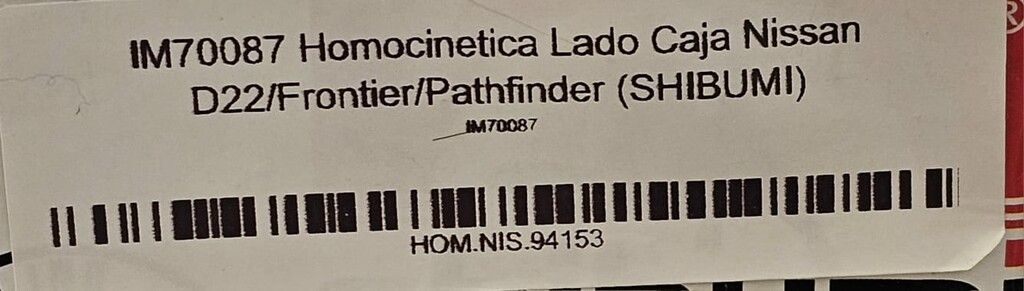 IM70087 Homocinetica Lado Caja Nissan
D22/Frontier/Pathfinder (SHIBUMI)
IM70087
HOM.NIS.94153
®